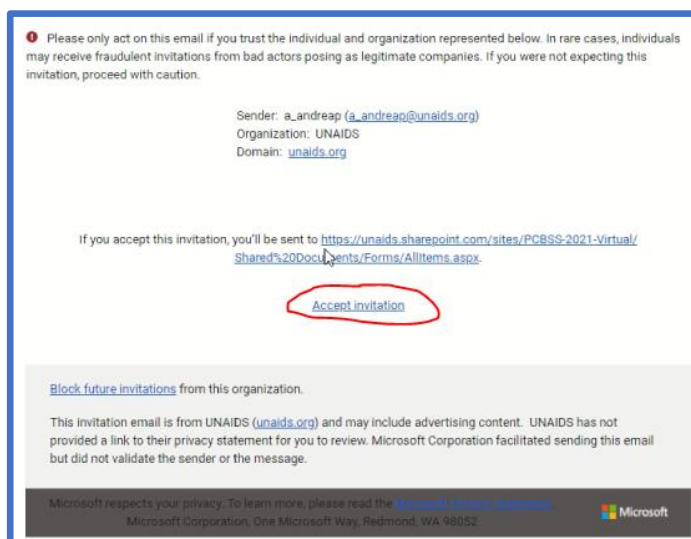 Please only act on this email if you trust the individual and organization represented below. In rare cases, individuals
may receive fraudulent invitations from bad actors posing as legitimate companies. If you were not expecting this
invitation, proceed with caution.
Sender: a_andreap (a_andreap@unaids.org)
Organization: UNAIDS
Domain: unaids.org
If you accept this invitation, you'll be sent to https://unaids.sharepoint.com/sites/PCBSS-2021-Virtual/
Shared%20Documents/Forms/AllItems.aspx.
Accept invitation
Block future invitations from this organization.
This invitation email is from UNAIDS (unaids.org) and may include advertising content. UNAIDS has not
provided a link to their privacy statement for you to review. Microsoft Corporation facilitated sending this email
but did not validate the sender or the message.
Microsoft respects your privacy. To learn more, please read the Microsoft Privacy Statement.
Microsoft Corporation, One Microsoft Way, Redmond, WA 98052
Microsoft